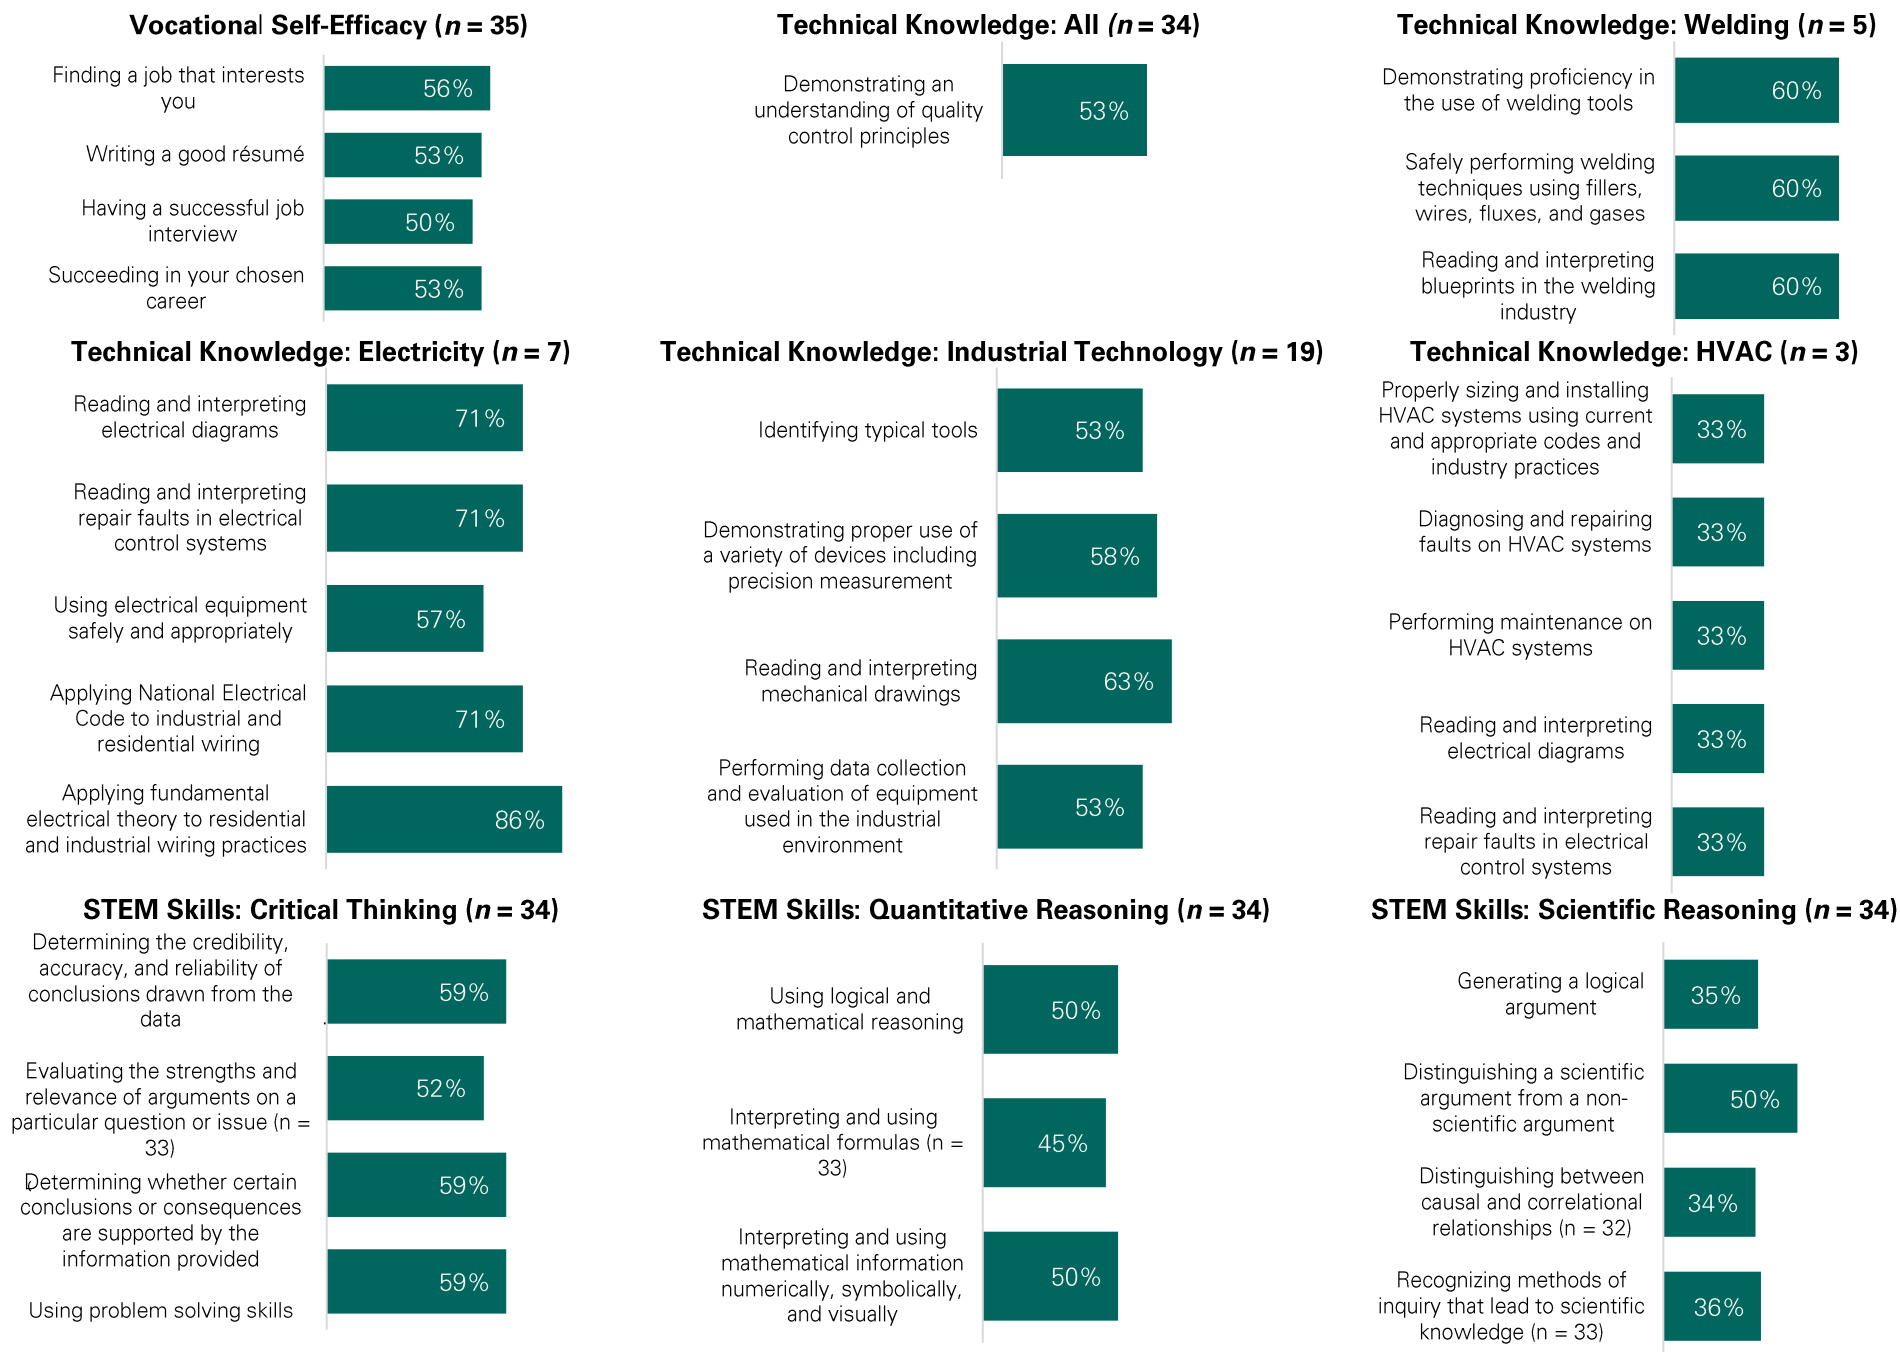 Vocational Self-Efficacy (n = 35)
Finding a job that interests
you
56%
Writing a good résumé
53%
Having a successful job
interview
50%
Succeeding in your chosen
career
53%
Technical Knowledge: All (n = 34)
Demonstrating an
understanding of quality
control principles
53%
Technical Knowledge: Welding (n = 5)
Demonstrating proficiency in
the use of welding tools
60%
Safely performing welding
techniques using fillers,
wires, fluxes, and gases
60%
Reading and interpreting
blueprints in the welding
industry
60%
Technical Knowledge: Electricity (n = 7)
Reading and interpreting
electrical diagrams
71%
Reading and interpreting
repair faults in electrical
control systems
71%
Using electrical equipment
safely and appropriately
57%
Applying National Electrical
Code to industrial and
residential wiring
71%
Applying fundamental
electrical theory to residential
and industrial wiring practices
86%
Technical Knowledge: Industrial Technology (n = 19)
Identifying typical tools
53%
Demonstrating proper use of
a variety of devices including
precision measurement
58%
Reading and interpreting
mechanical drawings
63%
Performing data collection
and evaluation of equipment
used in the industrial
environment
53%
Technical Knowledge: HVAC (n = 3)
Properly sizing and installing
HVAC systems using current
and appropriate codes and
industry practices
33%
Diagnosing and repairing
faults on HVAC systems
33%
Performing maintenance on
HVAC systems
33%
Reading and interpreting
electrical diagrams
33%
Reading and interpreting
repair faults in electrical
control systems
33%
STEM Skills: Critical Thinking (n = 34)
Determining the credibility,
accuracy, and reliability of
conclusions drawn from the
data
59%
Evaluating the strengths and
relevance of arguments on a
particular question or issue (n =
33)
52%
Determining whether certain
conclusions or consequences
are supported by the
information provided
59%
Using problem solving skills
59%
STEM Skills: Quantitative Reasoning (n = 34)
Using logical and
mathematical reasoning
50%
Interpreting and using
mathematical formulas (n =
33)
45%
Interpreting and using
mathematical information
numerically, symbolically,
and visually
50%
STEM Skills: Scientific Reasoning (n = 34)
Generating a logical
argument
35%
Distinguishing a scientific
argument from a non-
scientific argument
50%
Distinguishing between
causal and correlational
relationships (n = 32)
34%
Recognizing methods of
inquiry that lead to scientific
knowledge (n = 33)
36%